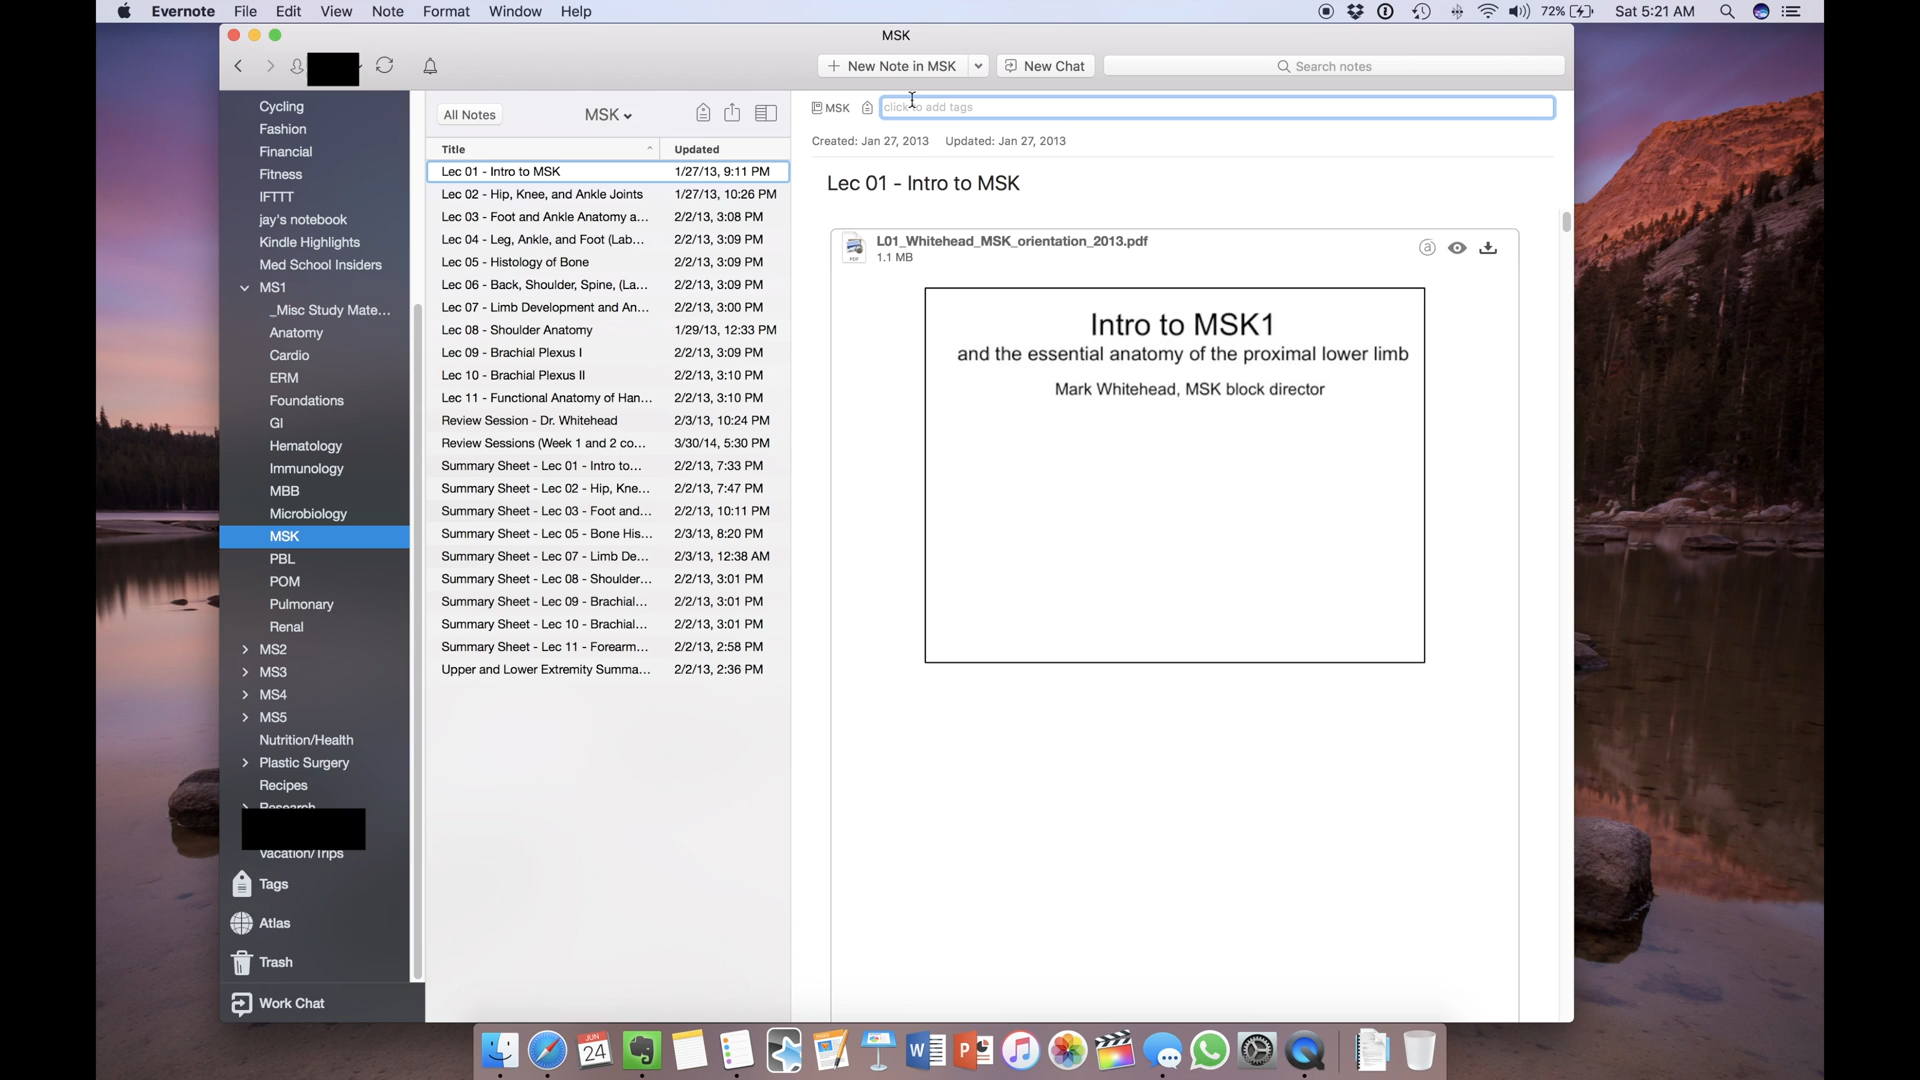 Evernote File Edit View Note Format Window Help
72% Sat 5:21 AM
MSK
New Note in MSK
New Chat
Search notes
Cycling
Fashion
Financial
Fitness
IFTTT
jay's notebook
Kindle Highlights
Med School Insiders
MS1
_Misc Study Mate...
Anatomy
Cardio
ERM
Foundations
GI
Hematology
Immunology
MBB
Microbiology
MSK
PBL
POM
Pulmonary
Renal
MS2
MS3
MS4
MS5
Nutrition/Health
Plastic Surgery
Recipes
Research
Vacation/Trips
Tags
Atlas
Trash
Work Chat
All Notes MSK
Title Updated
Lec 01 - Intro to MSK 1/27/13, 9:11 PM
Lec 02 - Hip, Knee, and Ankle Joints 1/27/13, 10:26 PM
Lec 03 - Foot and Ankle Anatomy a... 2/2/13, 3:08 PM
Lec 04 - Leg, Ankle, and Foot (Lab... 2/2/13, 3:09 PM
Lec 05 - Histology of Bone 2/2/13, 3:09 PM
Lec 06 - Back, Shoulder, Spine, (La... 2/2/13, 3:09 PM
Lec 07 - Limb Development and An... 2/2/13, 3:00 PM
Lec 08 - Shoulder Anatomy 1/29/13, 12:33 PM
Lec 09 - Brachial Plexus I 2/2/13, 3:09 PM
Lec 10 - Brachial Plexus II 2/2/13, 3:10 PM
Lec 11 - Functional Anatomy of Han... 2/2/13, 3:10 PM
Review Session - Dr. Whitehead 2/3/13, 10:24 PM
Review Sessions (Week 1 and 2 co... 3/30/14, 5:30 PM
Summary Sheet - Lec 01 - Intro to... 2/2/13, 7:33 PM
Summary Sheet - Lec 02 - Hip, Kne... 2/2/13, 7:47 PM
Summary Sheet - Lec 03 - Foot and... 2/2/13, 10:11 PM
Summary Sheet - Lec 05 - Bone His... 2/3/13, 8:20 PM
Summary Sheet - Lec 07 - Limb De... 2/3/13, 12:38 AM
Summary Sheet - Lec 08 - Shoulder... 2/2/13, 3:01 PM
Summary Sheet - Lec 09 - Brachial... 2/2/13, 3:01 PM
Summary Sheet - Lec 10 - Brachial... 2/2/13, 3:01 PM
Summary Sheet - Lec 11 - Forearm... 2/2/13, 2:58 PM
Upper and Lower Extremity Summa... 2/2/13, 2:36 PM
MSK click to add tags
Created: Jan 27, 2013 Updated: Jan 27, 2013
Lec 01 - Intro to MSK
L01_Whitehead_MSK_orientation_2013.pdf
1.1 MB
PDF
a
Intro to MSK1
and the essential anatomy of the proximal lower limb
Mark Whitehead, MSK block director
JUN
24
W
P